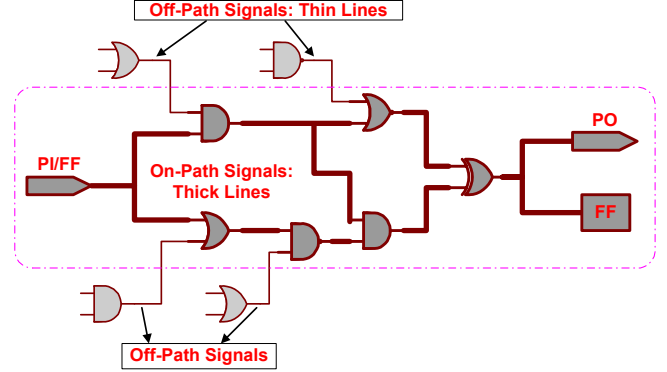 Off-Path Signals: Thin Lines
PO
PI/FF
On-Path Signals:
Thick Lines
FF
Off-Path Signals